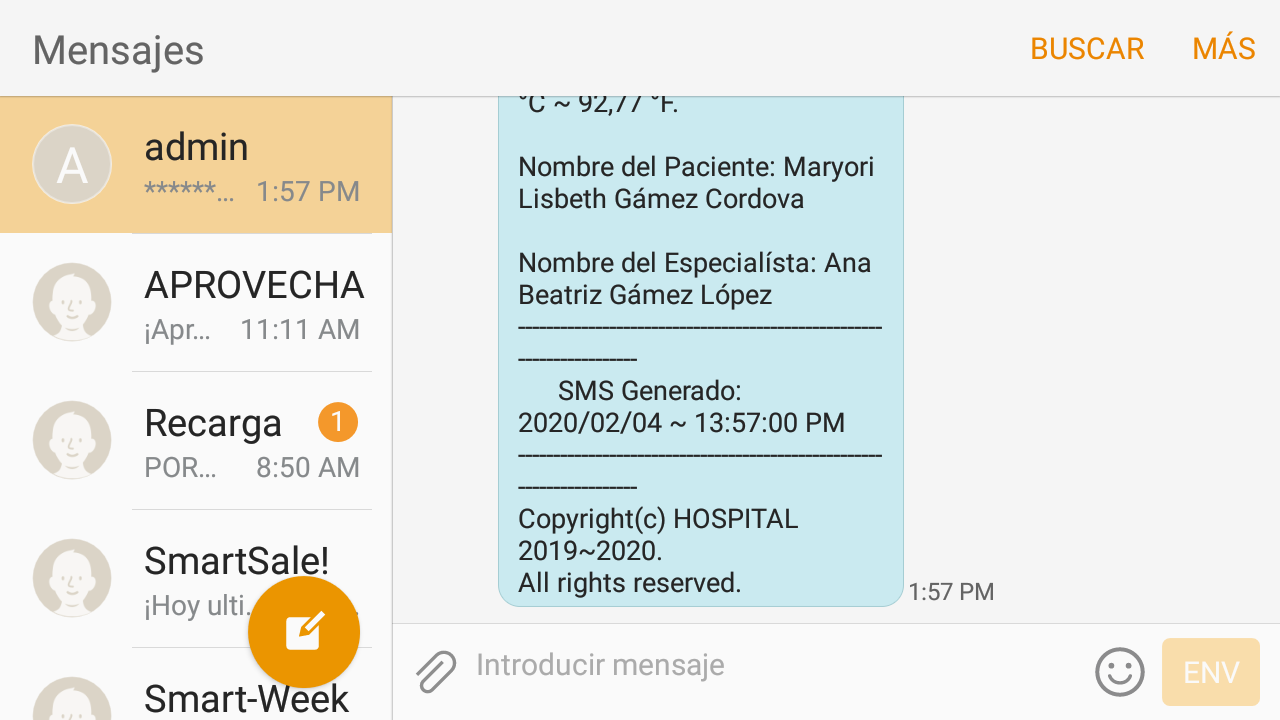 Mensajes
BUSCAR
MÁS
A
admin
******... 1:57 PM
APROVECHA
¡Apr... 11:11 AM
Recarga 1
POR... 8:50 AM
SmartSale!
¡Hoy ulti.
Smart-Week
°C ~ 92,77 °F.
Nombre del Paciente: Maryori
Lisbeth Gámez Cordova
Nombre del Especialísta: Ana
Beatriz Gámez López
----------------------------------------------------
-----------------
SMS Generado:
2020/02/04 ~ 13:57:00 PM
----------------------------------------------------
-----------------
Copyright(c) HOSPITAL
2019~2020.
All rights reserved.
1:57 PM
Introducir mensaje
ENV